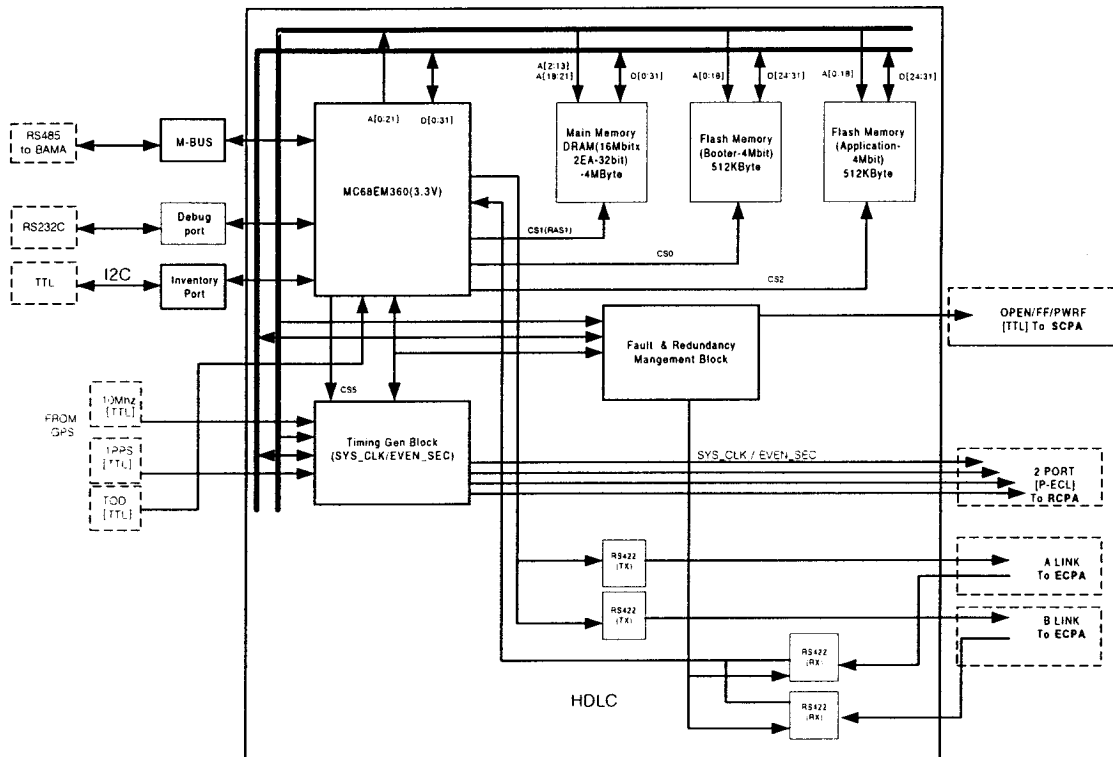 A[2:13]
A[18:21]
D[0:31]
A[0:18]
D[24:31]
A[0:18]
D[24:31]
A[0:21]
D[0:31]
RS485
to BAMA
M-BUS
MC68EM360(3.3V)
Main Memory
DRAM(16Mbitx
2EA-32bit)
-4MByte
Flash Memory
(Booter-4Mbit)
512KByte
Flash Memory
(Application-
4Mbit)
512KByte
RS232C
Debug
port
CS1(RAS1)
CS0
CS2
TTL
I2C
Inventory
Port
OPEN/FF/PWRF
[TTL] To SCPA
Fault & Redundancy
Mangement Block
CS5
FROM
GPS
10Mhz
[TTL]
1PPS
[TTL]
TOD
[TTL]
Timing Gen Block
(SYS_CLK/EVEN_SEC)
SYS_CLK / EVEN_SEC
2 PORT
[P-ECL]
To RCPA
RS422
(TX)
A LINK
To ECPA
RS422
(TX)
B LINK
To ECPA
RS422
(RX)
RS422
(RX)
HDLC